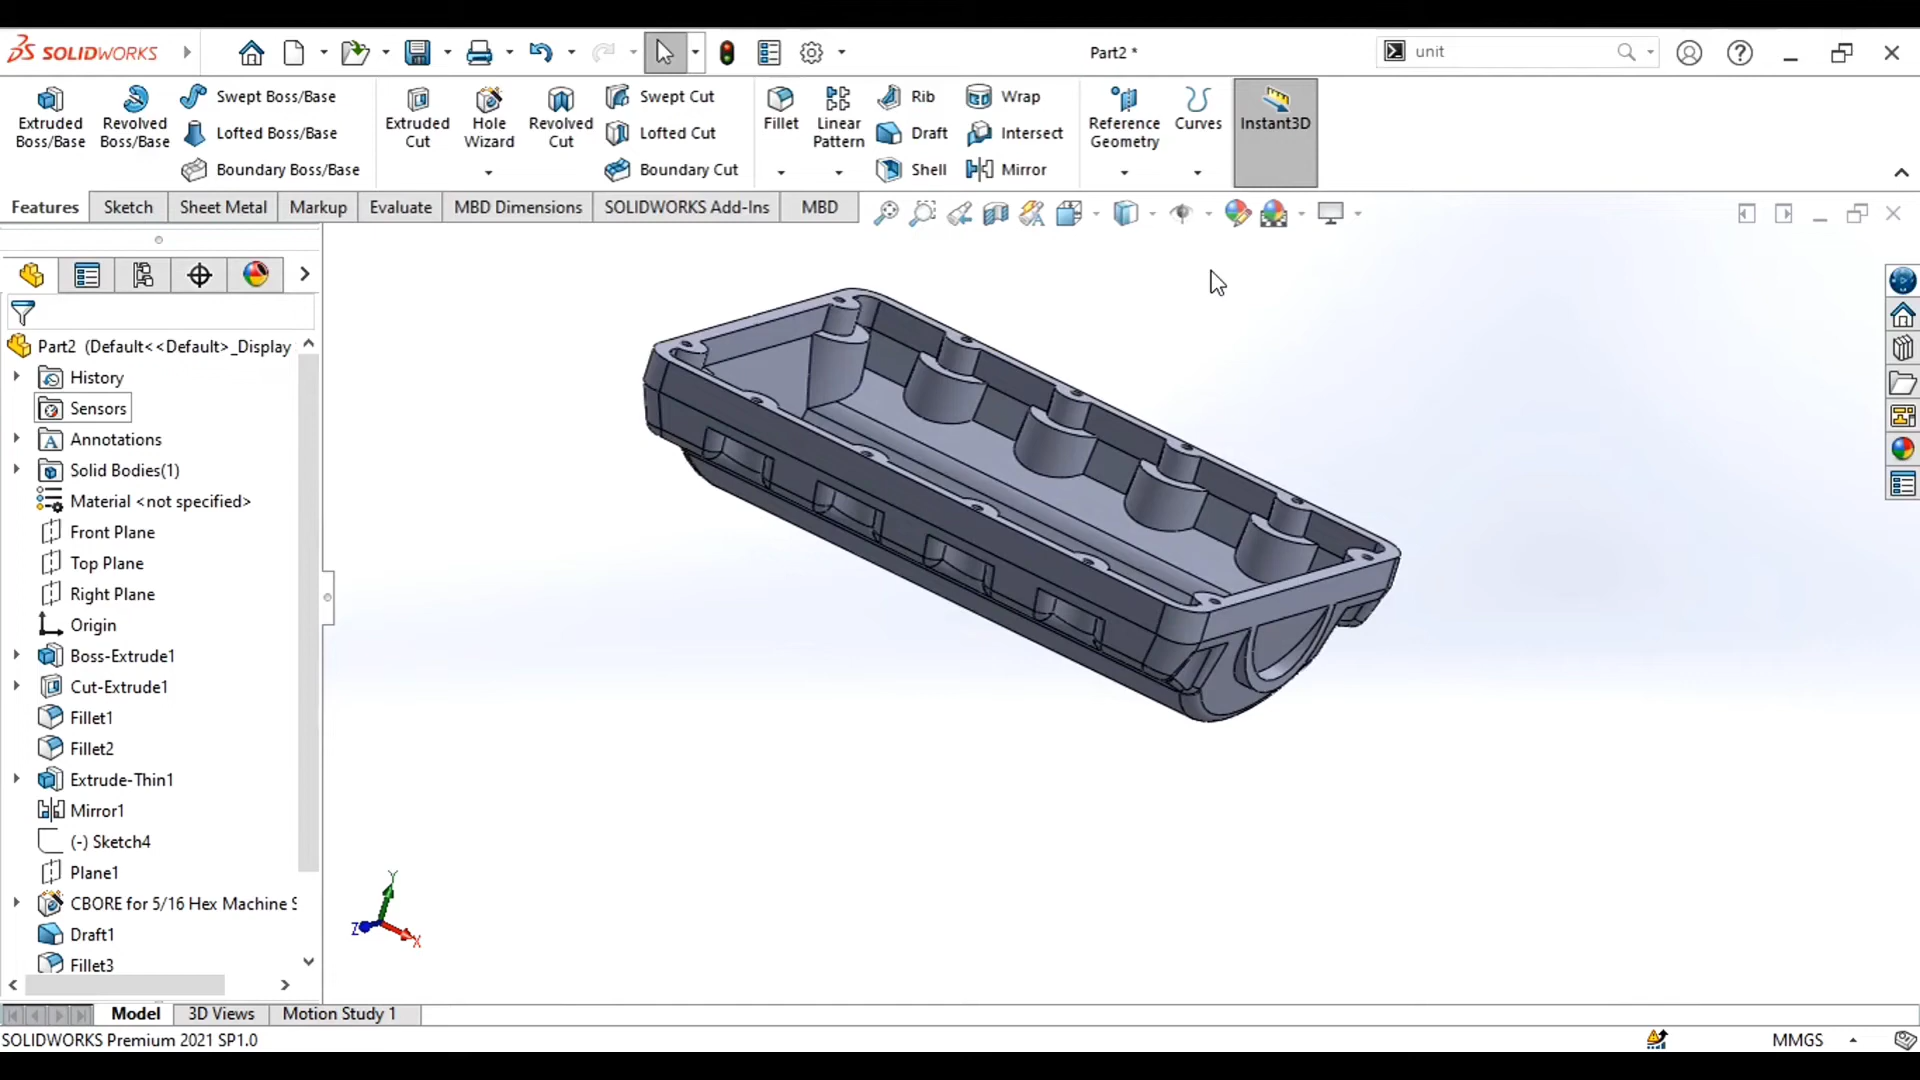 SOLIDWORKS
Part2 *
unit
Extruded Boss/Base
Revolved Boss/Base
Swept Boss/Base
Lofted Boss/Base
Boundary Boss/Base
Extruded Cut
Hole Wizard
Revolved Cut
Swept Cut
Lofted Cut
Boundary Cut
Fillet
Linear Pattern
Rib
Draft
Shell
Wrap
Intersect
Mirror
Reference Geometry
Curves
Instant3D
Features
Sketch
Sheet Metal
Markup
Evaluate
MBD Dimensions
SOLIDWORKS Add-Ins
MBD
Part2 (Default<<Default>_Display
History
Sensors
Annotations
Solid Bodies(1)
Material <not specified>
Front Plane
Top Plane
Right Plane
Origin
Boss-Extrude1
Cut-Extrude1
Fillet1
Fillet2
Extrude-Thin1
Mirror1
(-) Sketch4
Plane1
CBORE for 5/16 Hex Machine S
Draft1
Fillet3
Y
Z
X
Model
3D Views
Motion Study 1
SOLIDWORKS Premium 2021 SP1.0
MMGS